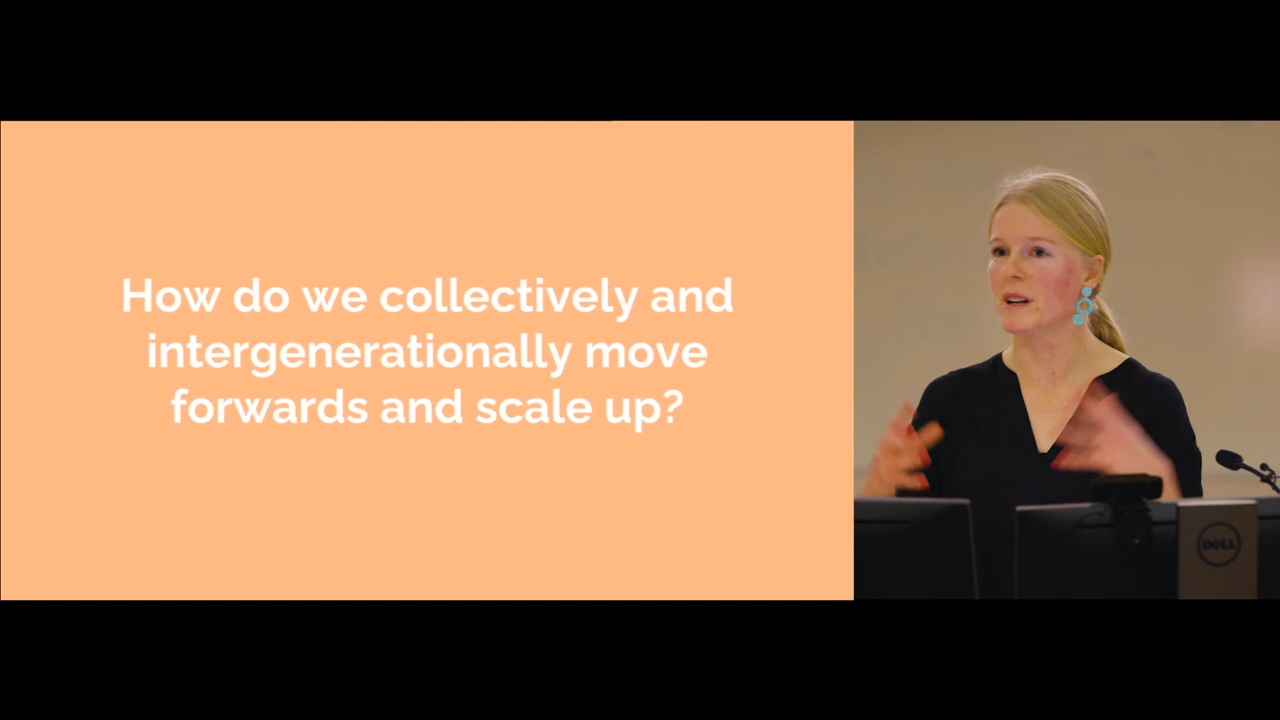 How do we collectively and
intergenerationally move
forwards and scale up?
DELL